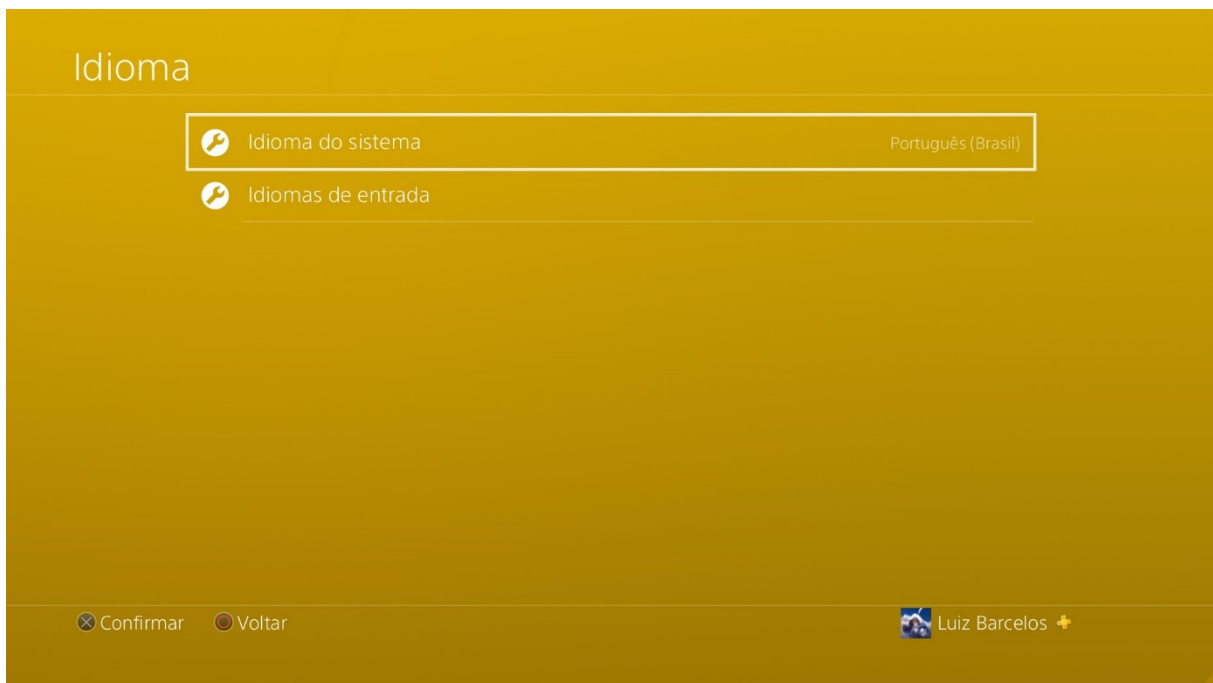 Idioma
Idioma do sistema Português (Brasil)
Idiomas de entrada
Confirmar Voltar Luiz Barcelos